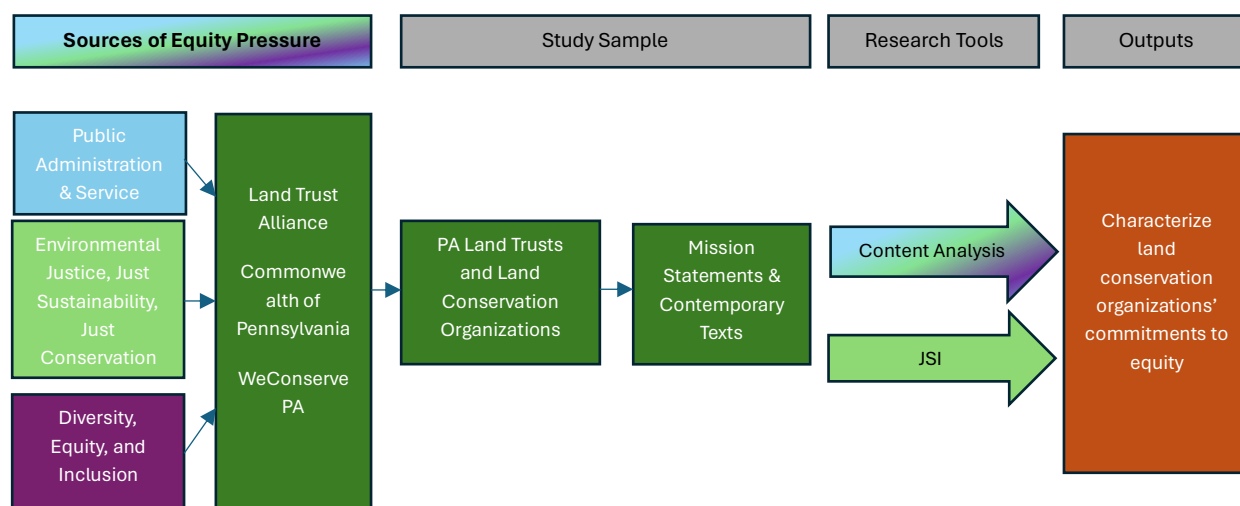 Sources of Equity Pressure
Study Sample
Research Tools
Outputs
Public
Administration
& Service
Environmental
Justice, Just
Sustainability,
Just
Conservation
Diversity,
Equity, and
Inclusion
Land Trust
Alliance
Commonwe
alth of
Pennsylvania
WeConserve
PA
PA Land Trusts
and Land
Conservation
Organizations
Mission
Statements &
Contemporary
Texts
Content Analysis
JSI
Characterize
land
conservation
organizations’
commitments to
equity